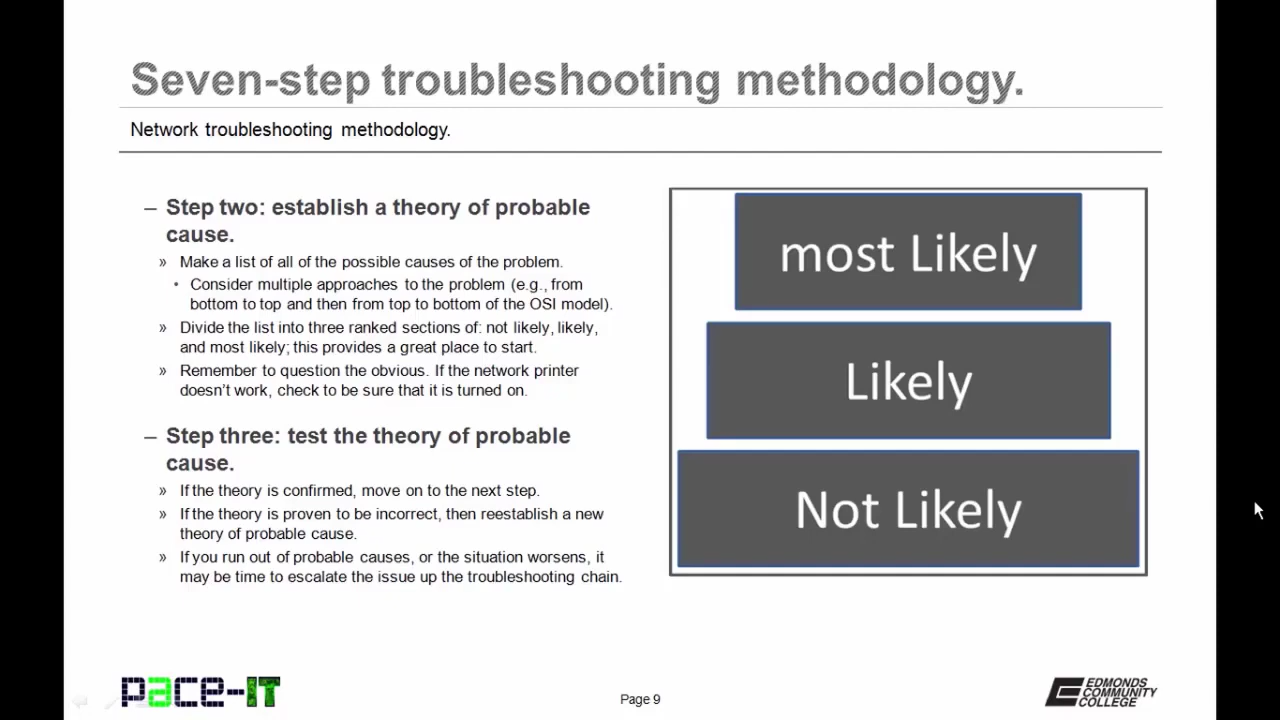 Seven-step troubleshooting methodology.
Network troubleshooting methodology.
– Step two: establish a theory of probable
cause.
» Make a list of all of the possible causes of the problem.
• Consider multiple approaches to the problem (e.g., from
bottom to top and then from top to bottom of the OSI model).
» Divide the list into three ranked sections of: not likely, likely,
and most likely; this provides a great place to start.
» Remember to question the obvious. If the network printer
doesn’t work, check to be sure that it is turned on.
– Step three: test the theory of probable
cause.
» If the theory is confirmed, move on to the next step.
» If the theory is proven to be incorrect, then reestablish a new
theory of probable cause.
» If you run out of probable causes, or the situation worsens, it
may be time to escalate the issue up the troubleshooting chain.
most Likely
Likely
Not Likely
pace-IT
Page 9
EDMONDS
COMMUNITY
COLLEGE